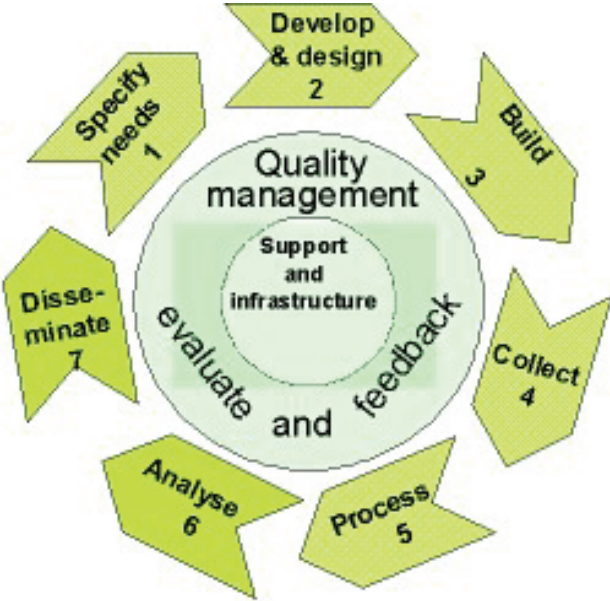 Specify
needs
1
Develop
& design
2
Build
3
Collect
4
Process
5
Analyse
6
Disse-
minate
7
Quality
management
evaluate and feedback
Support
and
infrastructure